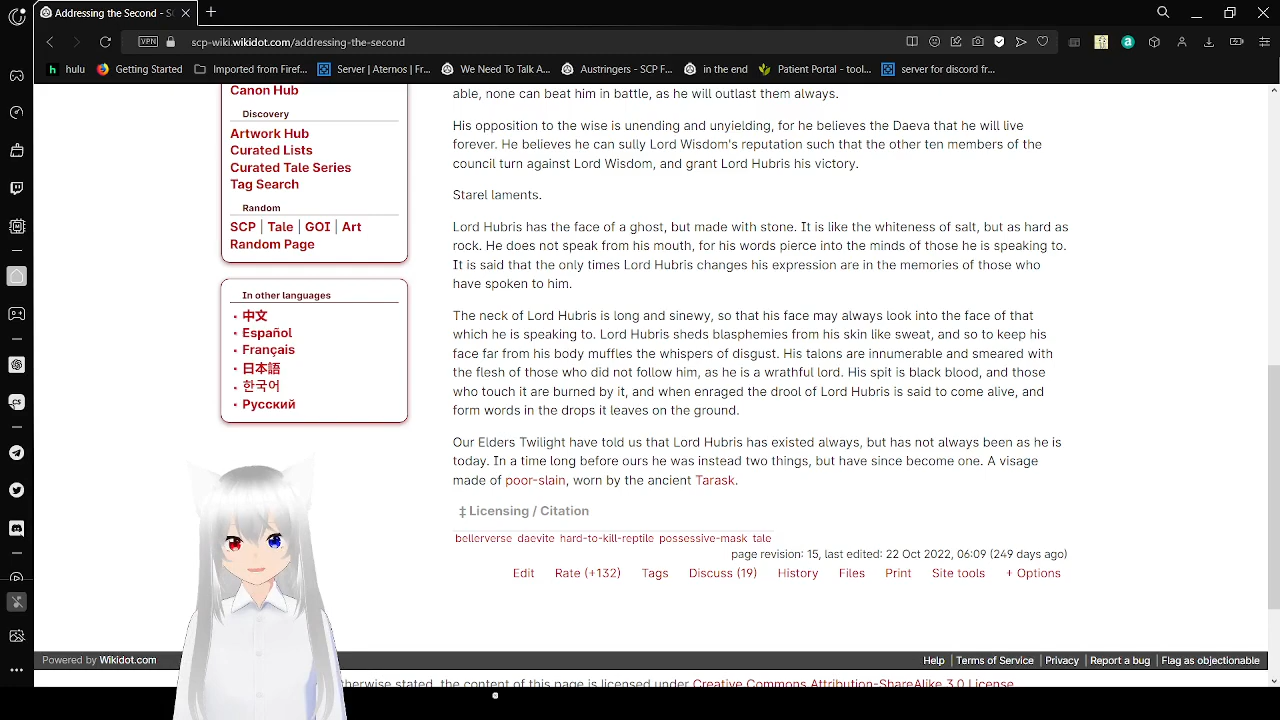 Addressing the Second - SC
VPN
scp-wiki.wikidot.com/addressing-the-second
hulu
Getting Started
Imported from Firef...
Server | Aternos | Fr...
We Need To Talk A...
Austringers - SCP F...
in the end
Patient Portal - tool...
server for discord fr...
Canon Hub
Discovery
Artwork Hub
Curated Lists
Curated Tale Series
Tag Search
Random
SCP | Tale | GOI | Art
Random Page
In other languages
中文
Español
Français
日本語
한국어
Русский
able, none can beat him in battle, as he will outlast them always.
His opposition to the wise is unending and unyielding, for he believes the Daeva that he will live
forever. He believes he can sully Lord Wisdom's reputation such that the other ten members of the
council turn against Lord Wisdom, and grant Lord Hubris his victory.
Starel laments.
Lord Hubris has the face of a ghost, but made with stone. It is like the whiteness of salt, but as hard as
rock. He does not speak from his mouth, for his words pierce into the minds of those he is speaking to.
It is said that the only times Lord Hubris changes his expression are in the memories of those who
have spoken to him.
The neck of Lord Hubris is long and sinewy, so that his face may always look into the face of that
which he is speaking to. Lord Hubris sheds blasphemies from his skin like sweat, and so to keep his
face far from his body muffles the whispers of disgust. His talons are innumerable and smeared with
the flesh of those who did not follow him, as he is a wrathful lord. His spit is black blood, and those
who touch it are burned by it, and when enraged the drool of Lord Hubris is said to come alive, and
form words in the drops it leaves on the ground.
Our Elders Twilight have told us that Lord Hubris has existed always, but has not always been as he is
today. In a time long before ours he was instead two things, but have since become one. A visage
made of poor-slain, worn by the ancient Tarask.
‡ Licensing / Citation
bellerverse daevite hard-to-kill-reptile possessive-mask tale
page revision: 15, last edited: 22 Oct 2022, 06:09 (249 days ago)
Edit Rate (+132) Tags Discuss (19) History Files Print Site tools + Options
Powered by Wikidot.com
Help | Terms of Service | Privacy | Report a bug | Flag as objectionable
therwise stated, the content of this page is licensed under Creative Commons Attribution-ShareAlike 3.0 License